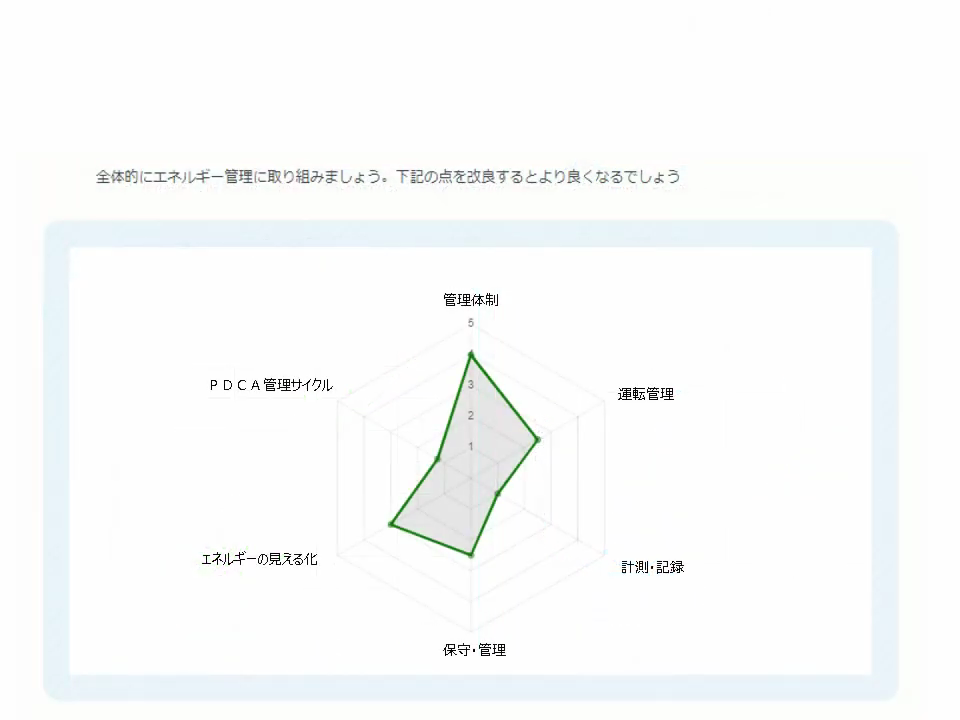 全体的にエネルギー管理に取り組みましょう。下記の点を改良するとより良くなるでしょう
管理体制
5
3
2
1
ＰＤＣＡ管理サイクル
運転管理
エネルギーの見える化
計測・記録
保守・管理